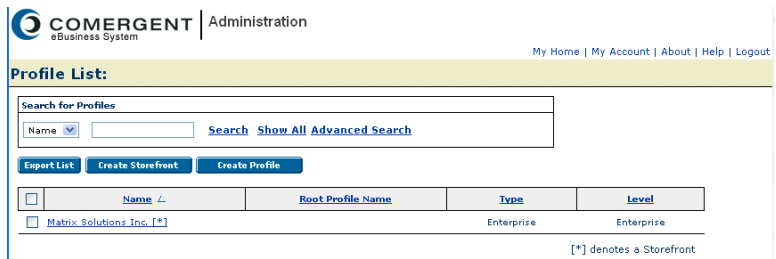 COMERGENT Administration
eBusiness System
My Home | My Account | About | Help | Logout
Profile List:
Search for Profiles
Name Search Show All Advanced Search
Export List Create Storefront Create Profile
Name △ Root Profile Name Type Level
Matrix Solutions Inc. [*] Enterprise Enterprise
[*] denotes a Storefront